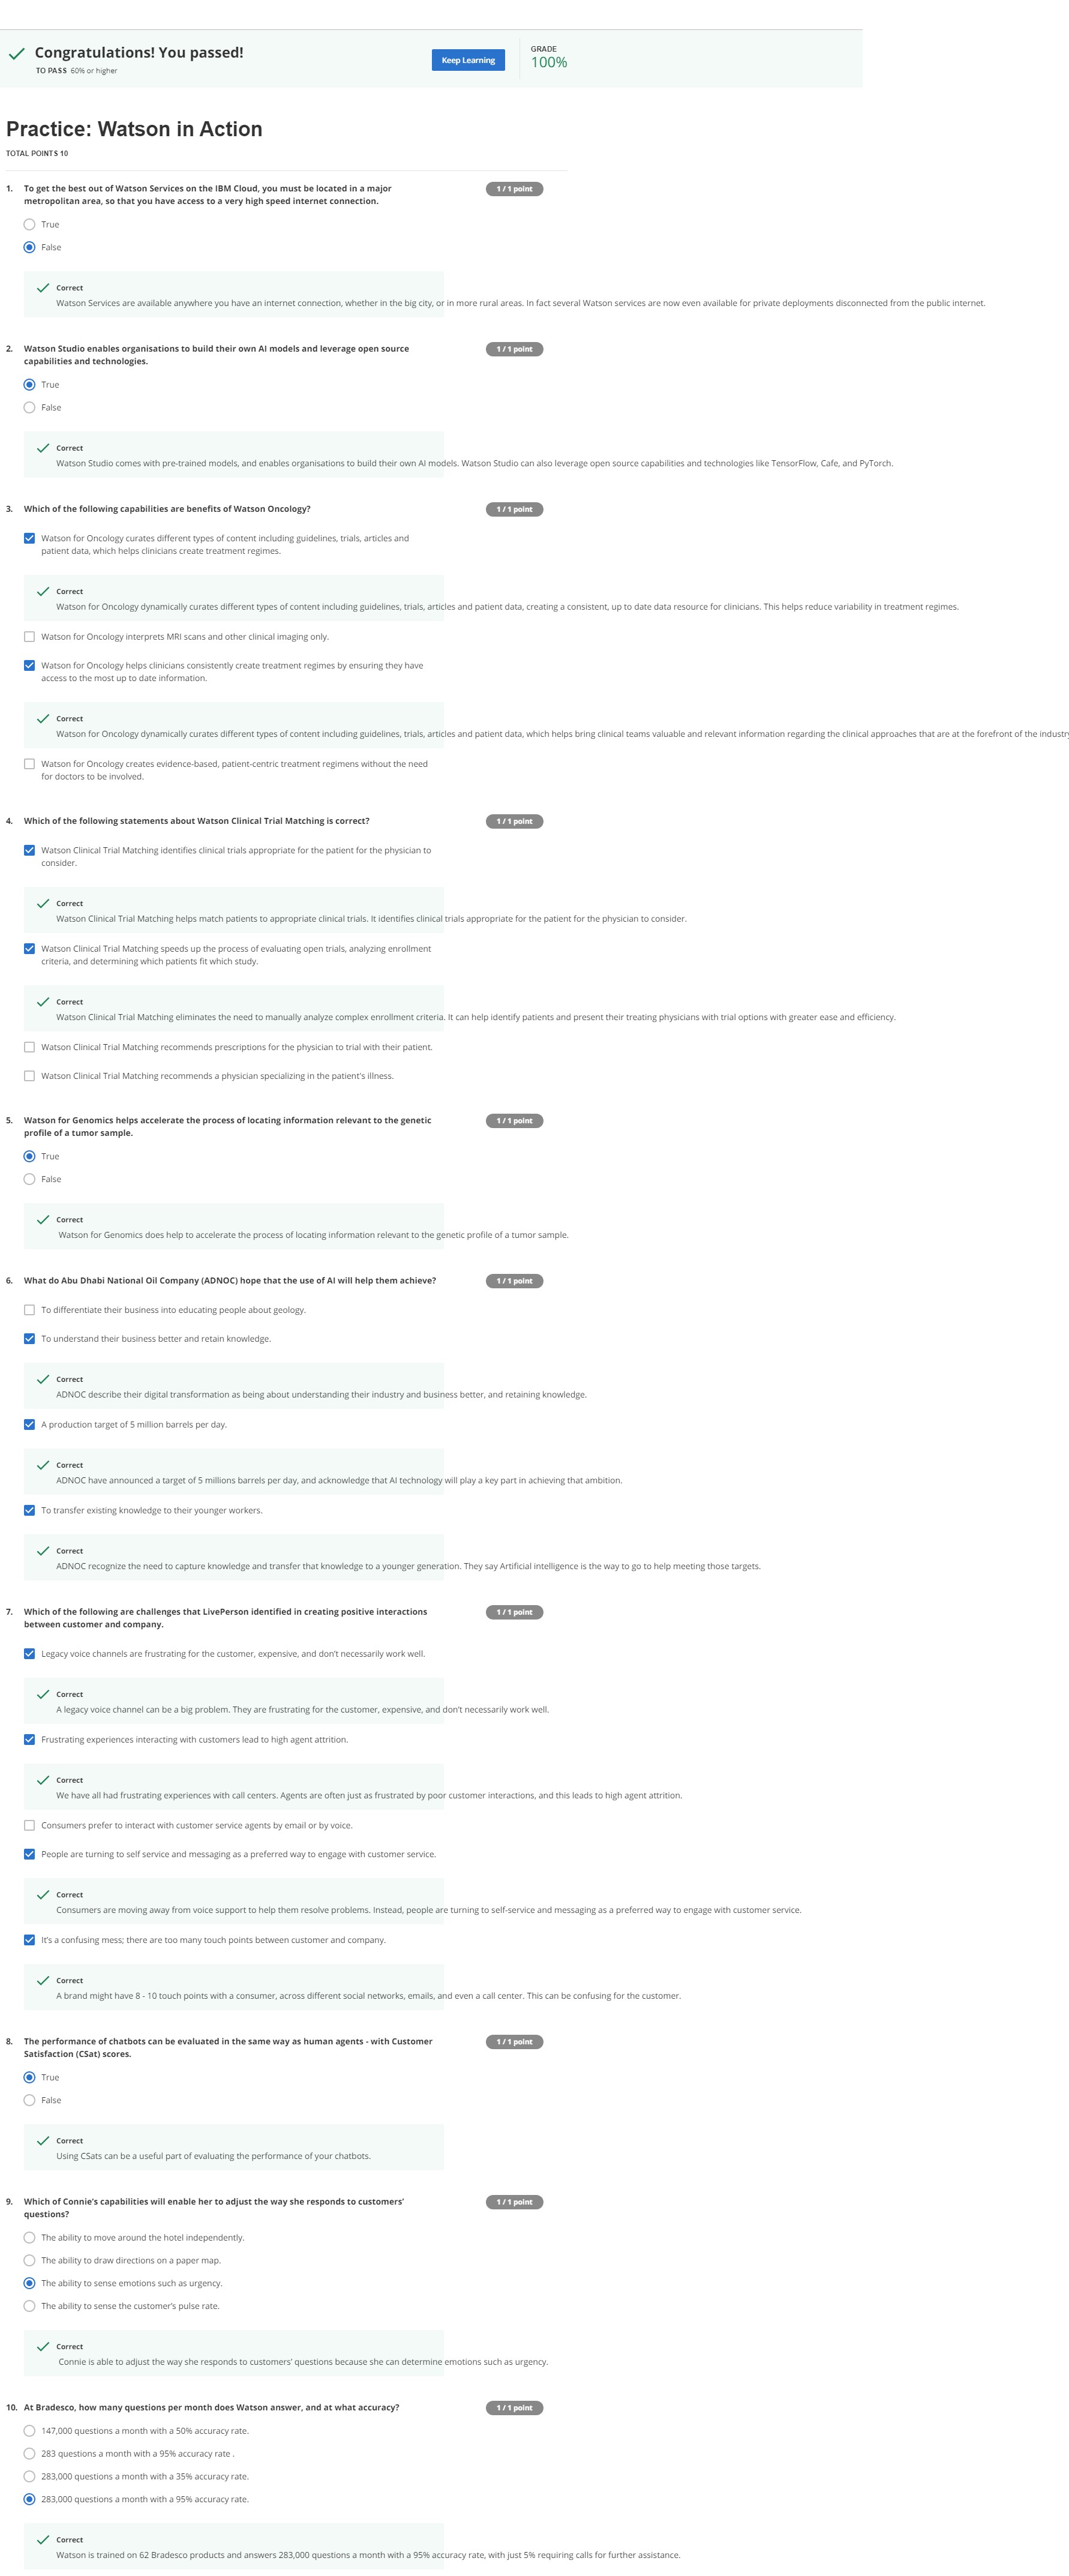 Congratulations! You passed!
TO PASS 60% or higher
Keep Learning
GRADE
100%
Practice: Watson in Action
TOTAL POINTS 10
1. To get the best out of Watson Services on the IBM Cloud, you must be located in a major
metropolitan area, so that you have access to a very high speed internet connection.
1 / 1 point
True
False
Correct
Watson Services are available anywhere you have an internet connection, whether in the big city, or in more rural areas. In fact several Watson services are now even available for private deployments disconnected from the public internet.
2. Watson Studio enables organisations to build their own AI models and leverage open source
capabilities and technologies.
1 / 1 point
True
False
Correct
Watson Studio comes with pre-trained models, and enables organisations to build their own AI models. Watson Studio can also leverage open source capabilities and technologies like TensorFlow, Cafe, and PyTorch.
3. Which of the following capabilities are benefits of Watson Oncology?
1 / 1 point
Watson for Oncology curates different types of content including guidelines, trials, articles and
patient data, which helps clinicians create treatment regimes.
Correct
Watson for Oncology dynamically curates different types of content including guidelines, trials, articles and patient data, creating a consistent, up to date data resource for clinicians. This helps reduce variability in treatment regimes.
Watson for Oncology interprets MRI scans and other clinical imaging only.
Watson for Oncology helps clinicians consistently create treatment regimes by ensuring they have
access to the most up to date information.
Correct
Watson for Oncology dynamically curates different types of content including guidelines, trials, articles and patient data, which helps bring clinical teams valuable and relevant information regarding the clinical approaches that are at the forefront of the industry
Watson for Oncology creates evidence-based, patient-centric treatment regimens without the need
for doctors to be involved.
4. Which of the following statements about Watson Clinical Trial Matching is correct?
1 / 1 point
Watson Clinical Trial Matching identifies clinical trials appropriate for the patient for the physician to
consider.
Correct
Watson Clinical Trial Matching helps match patients to appropriate clinical trials. It identifies clinical trials appropriate for the patient for the physician to consider.
Watson Clinical Trial Matching speeds up the process of evaluating open trials, analyzing enrollment
criteria, and determining which patients fit which study.
Correct
Watson Clinical Trial Matching eliminates the need to manually analyze complex enrollment criteria. It can help identify patients and present their treating physicians with trial options with greater ease and efficiency.
Watson Clinical Trial Matching recommends prescriptions for the physician to trial with their patient.
Watson Clinical Trial Matching recommends a physician specializing in the patient's illness.
5. Watson for Genomics helps accelerate the process of locating information relevant to the genetic
profile of a tumor sample.
1 / 1 point
True
False
Correct
Watson for Genomics does help to accelerate the process of locating information relevant to the genetic profile of a tumor sample.
6. What do Abu Dhabi National Oil Company (ADNOC) hope that the use of AI will help them achieve?
1 / 1 point
To differentiate their business into educating people about geology.
To understand their business better and retain knowledge.
Correct
ADNOC describe their digital transformation as being about understanding their industry and business better, and retaining knowledge.
A production target of 5 million barrels per day.
Correct
ADNOC have announced a target of 5 millions barrels per day, and acknowledge that AI technology will play a key part in achieving that ambition.
To transfer existing knowledge to their younger workers.
Correct
ADNOC recognize the need to capture knowledge and transfer that knowledge to a younger generation. They say Artificial intelligence is the way to go to help meeting those targets.
7. Which of the following are challenges that LivePerson identified in creating positive interactions
between customer and company.
1 / 1 point
Legacy voice channels are frustrating for the customer, expensive, and don't necessarily work well.
Correct
A legacy voice channel can be a big problem. They are frustrating for the customer, expensive, and don't necessarily work well.
Frustrating experiences interacting with customers lead to high agent attrition.
Correct
We have all had frustrating experiences with call centers. Agents are often just as frustrated by poor customer interactions, and this leads to high agent attrition.
Consumers prefer to interact with customer service agents by email or by voice.
People are turning to self service and messaging as a preferred way to engage with customer service.
Correct
Consumers are moving away from voice support to help them resolve problems. Instead, people are turning to self-service and messaging as a preferred way to engage with customer service.
It's a confusing mess; there are too many touch points between customer and company.
Correct
A brand might have 8 - 10 touch points with a consumer, across different social networks, emails, and even a call center. This can be confusing for the customer.
8. The performance of chatbots can be evaluated in the same way as human agents - with Customer
Satisfaction (CSat) scores.
1 / 1 point
True
False
Correct
Using CSats can be a useful part of evaluating the performance of your chatbots.
9. Which of Connie's capabilities will enable her to adjust the way she responds to customers'
questions?
1 / 1 point
The ability to move around the hotel independently.
The ability to draw directions on a paper map.
The ability to sense emotions such as urgency.
The ability to sense the customer's pulse rate.
Correct
Connie is able to adjust the way she responds to customers' questions because she can determine emotions such as urgency.
10. At Bradesco, how many questions per month does Watson answer, and at what accuracy?
1 / 1 point
147,000 questions a month with a 50% accuracy rate.
283 questions a month with a 95% accuracy rate .
283,000 questions a month with a 35% accuracy rate.
283,000 questions a month with a 95% accuracy rate.
Correct
Watson is trained on 62 Bradesco products and answers 283,000 questions a month with a 95% accuracy rate, with just 5% requiring calls for further assistance.